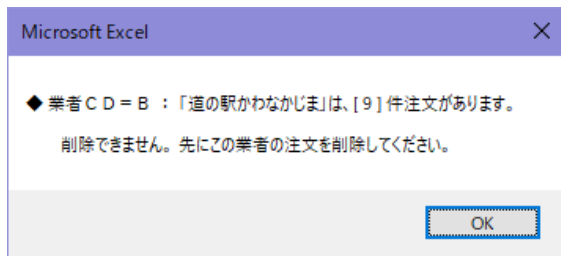 Microsoft Excel
◆ 業者ＣＤ＝Ｂ ： 「道の駅かわなかじま」は、[ 9 ] 件注文があります。
削除できません。先にこの業者の注文を削除してください。
OK